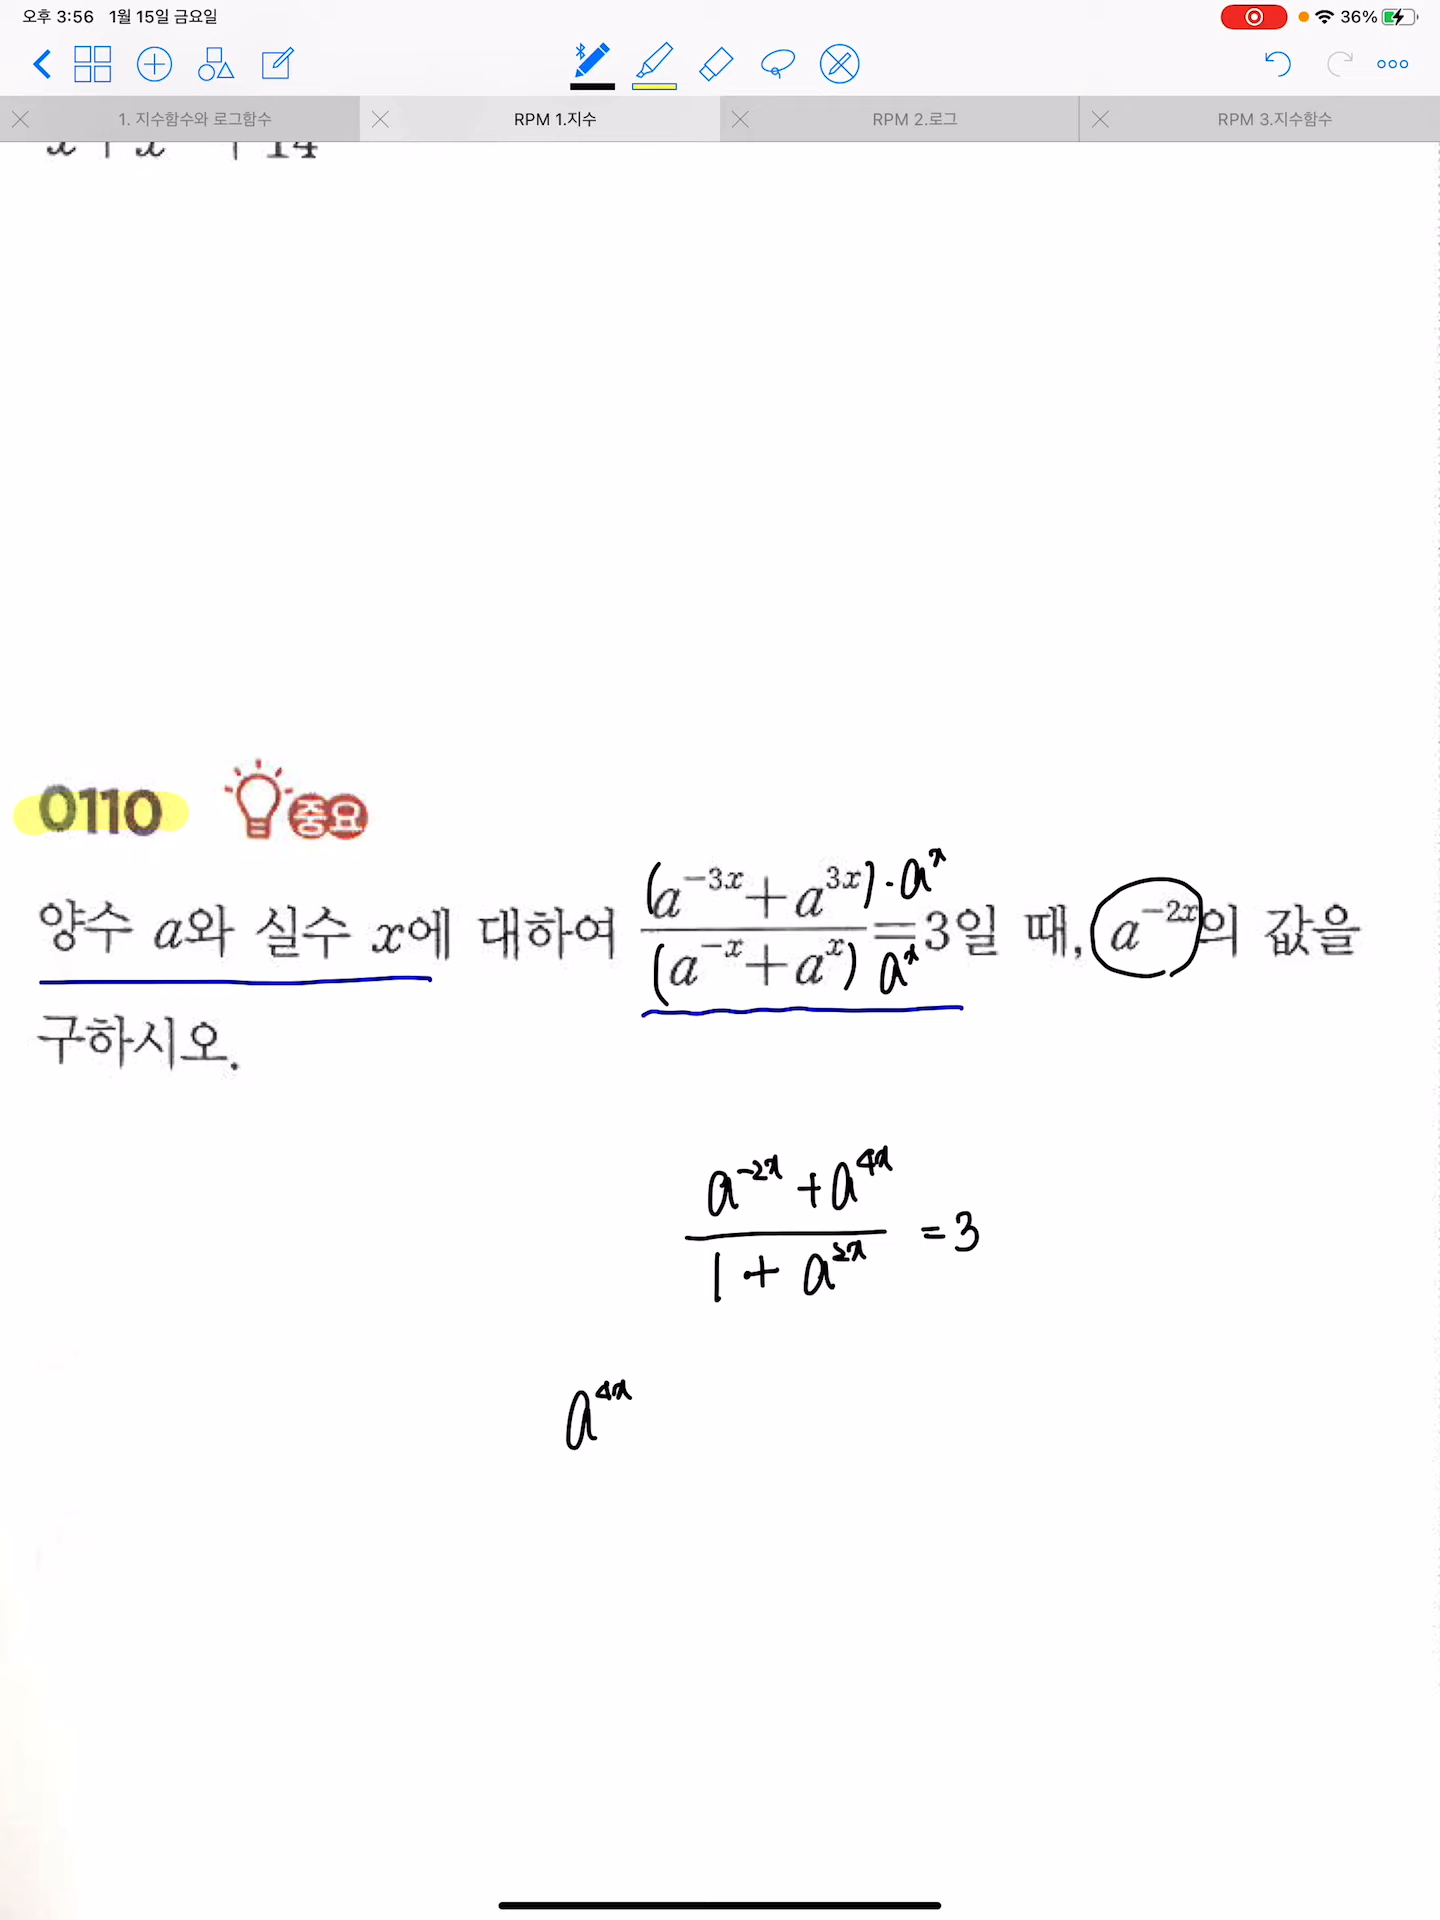 오후 3:56 1월 15일 금요일 36%
1. 지수함수와 로그함수 RPM 1.지수 RPM 2.로그 RPM 3.지수함수
0110 중요
양수 a와 실수 x에 대하여 (a^{-3x}+a^{3x})·a^x / (a^{-x}+a^x) a^x = 3일 때, a^{-2x}의 값을
구하시오.
a^{-2x}+a^{4x} / 1+a^{2x} = 3
a^{4x}